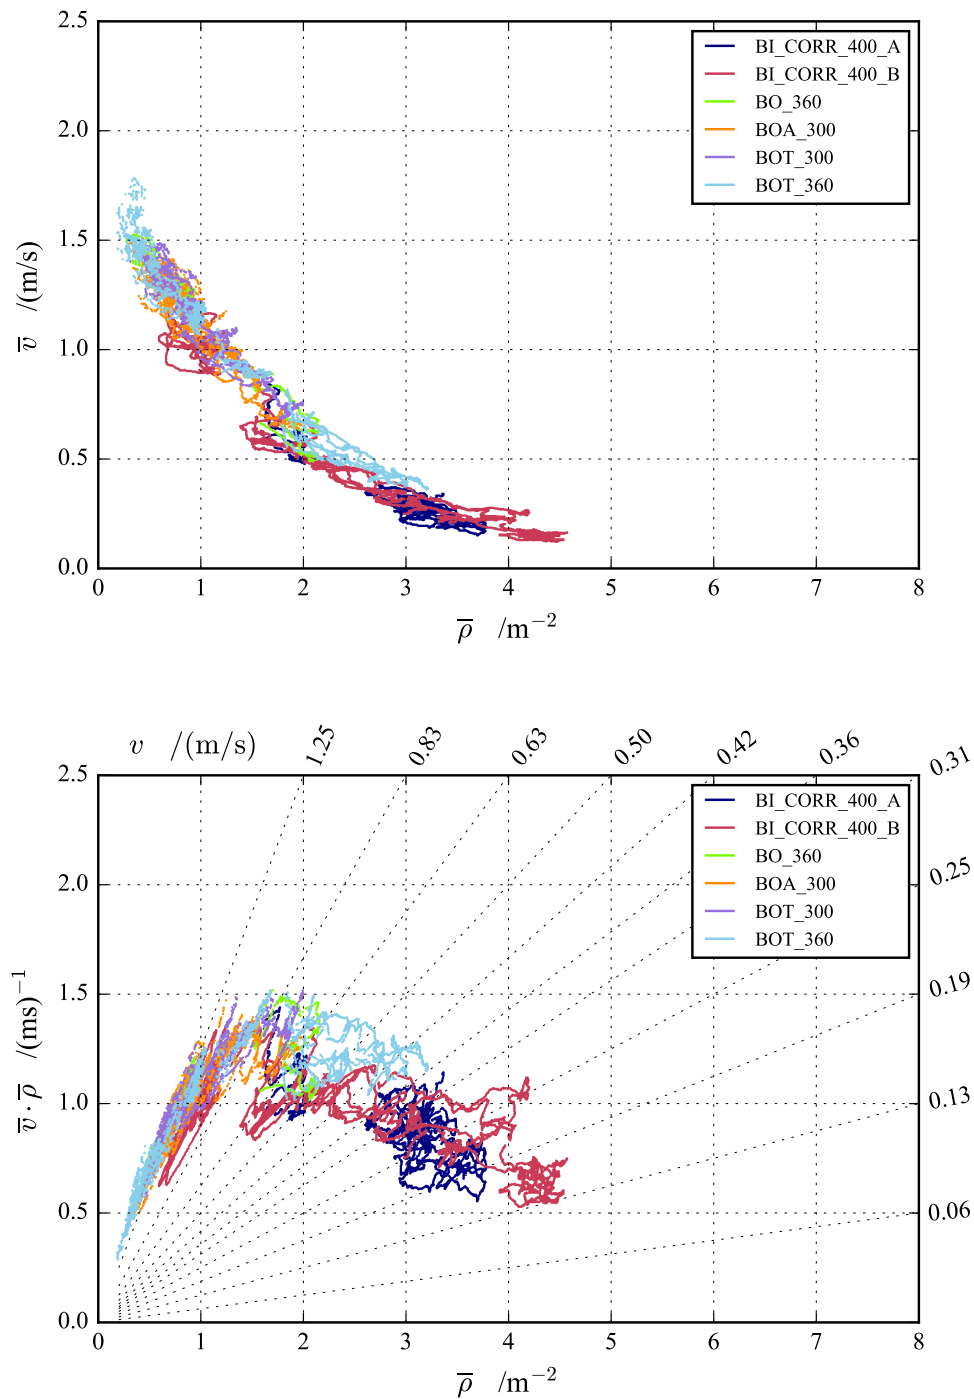 2.5
2.0
1.5
1.0
0.5
0.0
v̅ /(m/s)
BI_CORR_400_A
BI_CORR_400_B
BO_360
BOA_300
BOT_300
BOT_360
0 1 2 3 4 5 6 7 8
ρ̅ /m⁻²
v /(m/s) 1.25 0.83 0.63 0.50 0.42 0.36 0.31
0.25
0.19
0.13
0.06
2.5
2.0
1.5
1.0
0.5
0.0
v̅ · ρ̅ /(ms)⁻¹
BI_CORR_400_A
BI_CORR_400_B
BO_360
BOA_300
BOT_300
BOT_360
0 1 2 3 4 5 6 7 8
ρ̅ /m⁻²